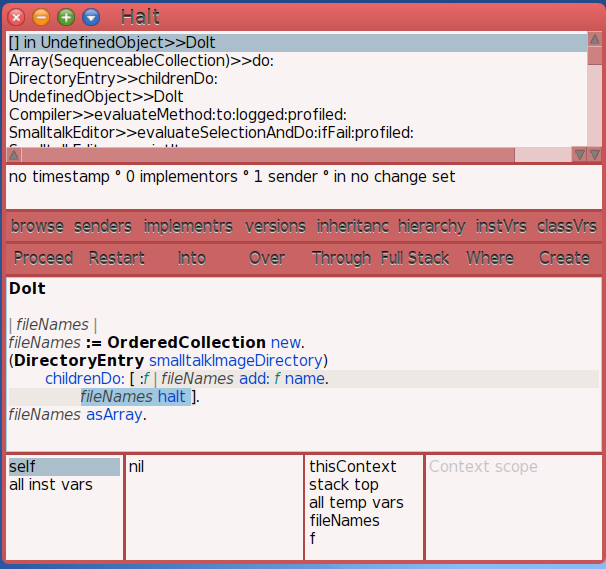 Halt
[] in UndefinedObject>>DoIt
Array(SequenceableCollection)>>do:
DirectoryEntry>>childrenDo:
UndefinedObject>>DoIt
Compiler>>evaluateMethod:to:logged:profiled:
SmalltalkEditor>>evaluateSelectionAndDo:ifFail:profiled:
no timestamp ° 0 implementors ° 1 sender ° in no change set
browse senders implementrs versions inheritanc hierarchy instVrs classVrs
Proceed Restart Into Over Through Full Stack Where Create
DoIt
| fileNames |
fileNames := OrderedCollection new.
(DirectoryEntry smalltalkImageDirectory)
childrenDo: [ :f | fileNames add: f name.
fileNames halt ].
fileNames asArray.
self
all inst vars
nil
thisContext
stack top
all temp vars
fileNames
f
Context scope